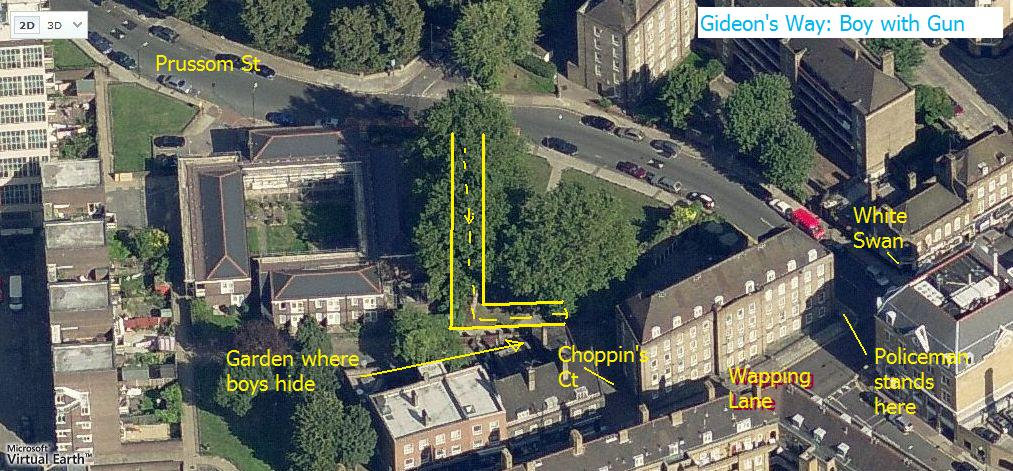 2D 3D
Gideon's Way: Boy with Gun
Prussom St
White
Swan
Garden where
boys hide
Choppin's
Ct
Wapping
Lane
Policeman
stands
here
Microsoft
Virtual Earth™